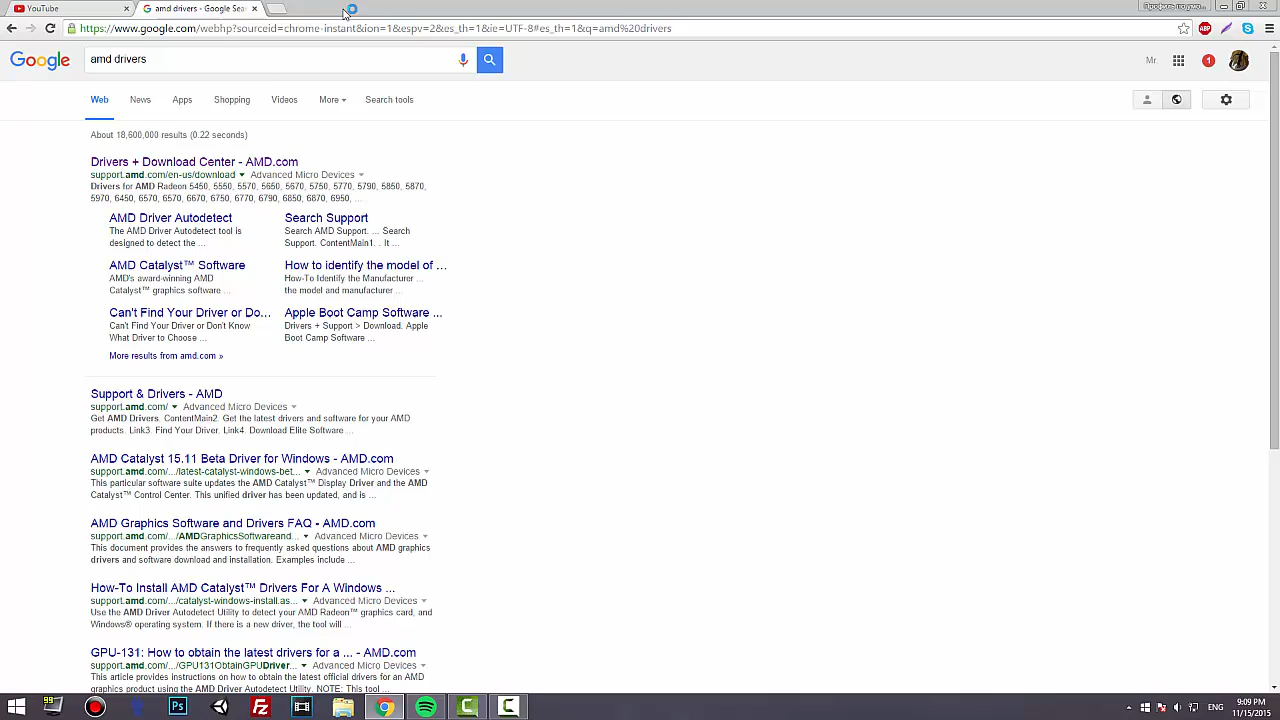 YouTube
amd drivers - Google Sea
https://www.google.com/webhp?sourceid=chrome-instant&ion=1&espv=2&es_th=1&ie=UTF-8#es_th=1&q=amd%20drivers
ABP
Google
amd drivers
Mr.
1
Web
News
Apps
Shopping
Videos
More
Search tools
About 18,600,000 results (0.22 seconds)
Drivers + Download Center - AMD.com
support.amd.com/en-us/download Advanced Micro Devices
Drivers for AMD Radeon 5450, 5550, 5570, 5650, 5670, 5750, 5770, 5790, 5850, 5870,
5970, 6450, 6570, 6570, 6670, 6750, 6770, 6790, 6850, 6870, 6950, ...
AMD Driver Autodetect
The AMD Driver Autodetect tool is
designed to detect the ...
Search Support
Search AMD Support. ... Search
Support. ContentMain1. . It ...
AMD Catalyst™ Software
AMD's award-winning AMD
Catalyst™ graphics software ...
How to identify the model of ...
How-To Identify the Manufacturer ...
the model and manufacturer ...
Can't Find Your Driver or Do...
Can't Find Your Driver or Don't Know
What Driver to Choose ...
Apple Boot Camp Software ...
Drivers + Support > Download. Apple
Boot Camp Software ...
More results from amd.com »
Support & Drivers - AMD
support.amd.com/ Advanced Micro Devices
Get AMD Drivers. ContentMain2. Get the latest drivers and software for your AMD
products. Link3. Find Your Driver. Link4. Download Elite Software ...
AMD Catalyst 15.11 Beta Driver for Windows - AMD.com
support.amd.com/.../latest-catalyst-windows-bet... Advanced Micro Devices
This particular software suite updates the AMD Catalyst™ Display Driver and the AMD
Catalyst™ Control Center. This unified driver has been updated, and is ...
AMD Graphics Software and Drivers FAQ - AMD.com
support.amd.com/.../AMDGraphicsSoftwareand... Advanced Micro Devices
This document provides the answers to frequently asked questions about AMD graphics
drivers and software download and installation. Examples include ...
How-To Install AMD Catalyst™ Drivers For A Windows ...
support.amd.com/.../catalyst-windows-install.as... Advanced Micro Devices
Use the AMD Driver Autodetect Utility to detect your AMD Radeon™ graphics card, and
Windows® operating system. If there is a new driver, the tool will ...
GPU-131: How to obtain the latest drivers for a ... - AMD.com
support.amd.com/.../GPU131ObtainGPUDriver... Advanced Micro Devices
This article provides instructions on how to obtain the latest official drivers for an AMD
graphics product using the AMD Driver Autodetect Utility. NOTE: This tool ...
99
Ps
Fz
9:09 PM
11/15/2015